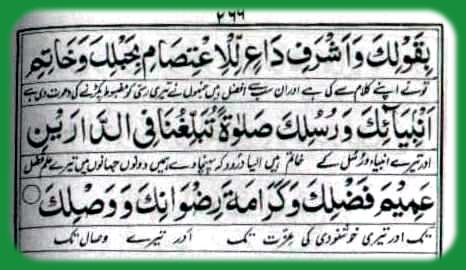 ٢٦٦
بِقَوْلِكَ وَاَشْرَفِ دَاعٍ لِّلْاِعْتِصَامِ بِحَبْلِكَ وَخَاتِمِ
تو نے اپنے کلام سے کی ہے اور ان سب سے افضل ہیں جنہوں نے تیری رسی کو مضبوط پکڑنے کی دعوت دی ہے
اَنْبِيَآئِكَ وَرُسُلِكَ صَلٰوةً تُبَلِّغُنَا فِى الدَّارَيْنِ
اور تیرے انبیاء و رسل کے خاتم ہیں ایسا درود کہ پہنچا دے ہمیں دونوں جہانوں میں تیرے فضل
عَمِيْمَ فَضْلِكَ وَكَرَامَةَ رِضْوَانِكَ وَوَصْلِكَ
تک اور تیری خوشنودی کی عزت تک اور تیرے وصال تک